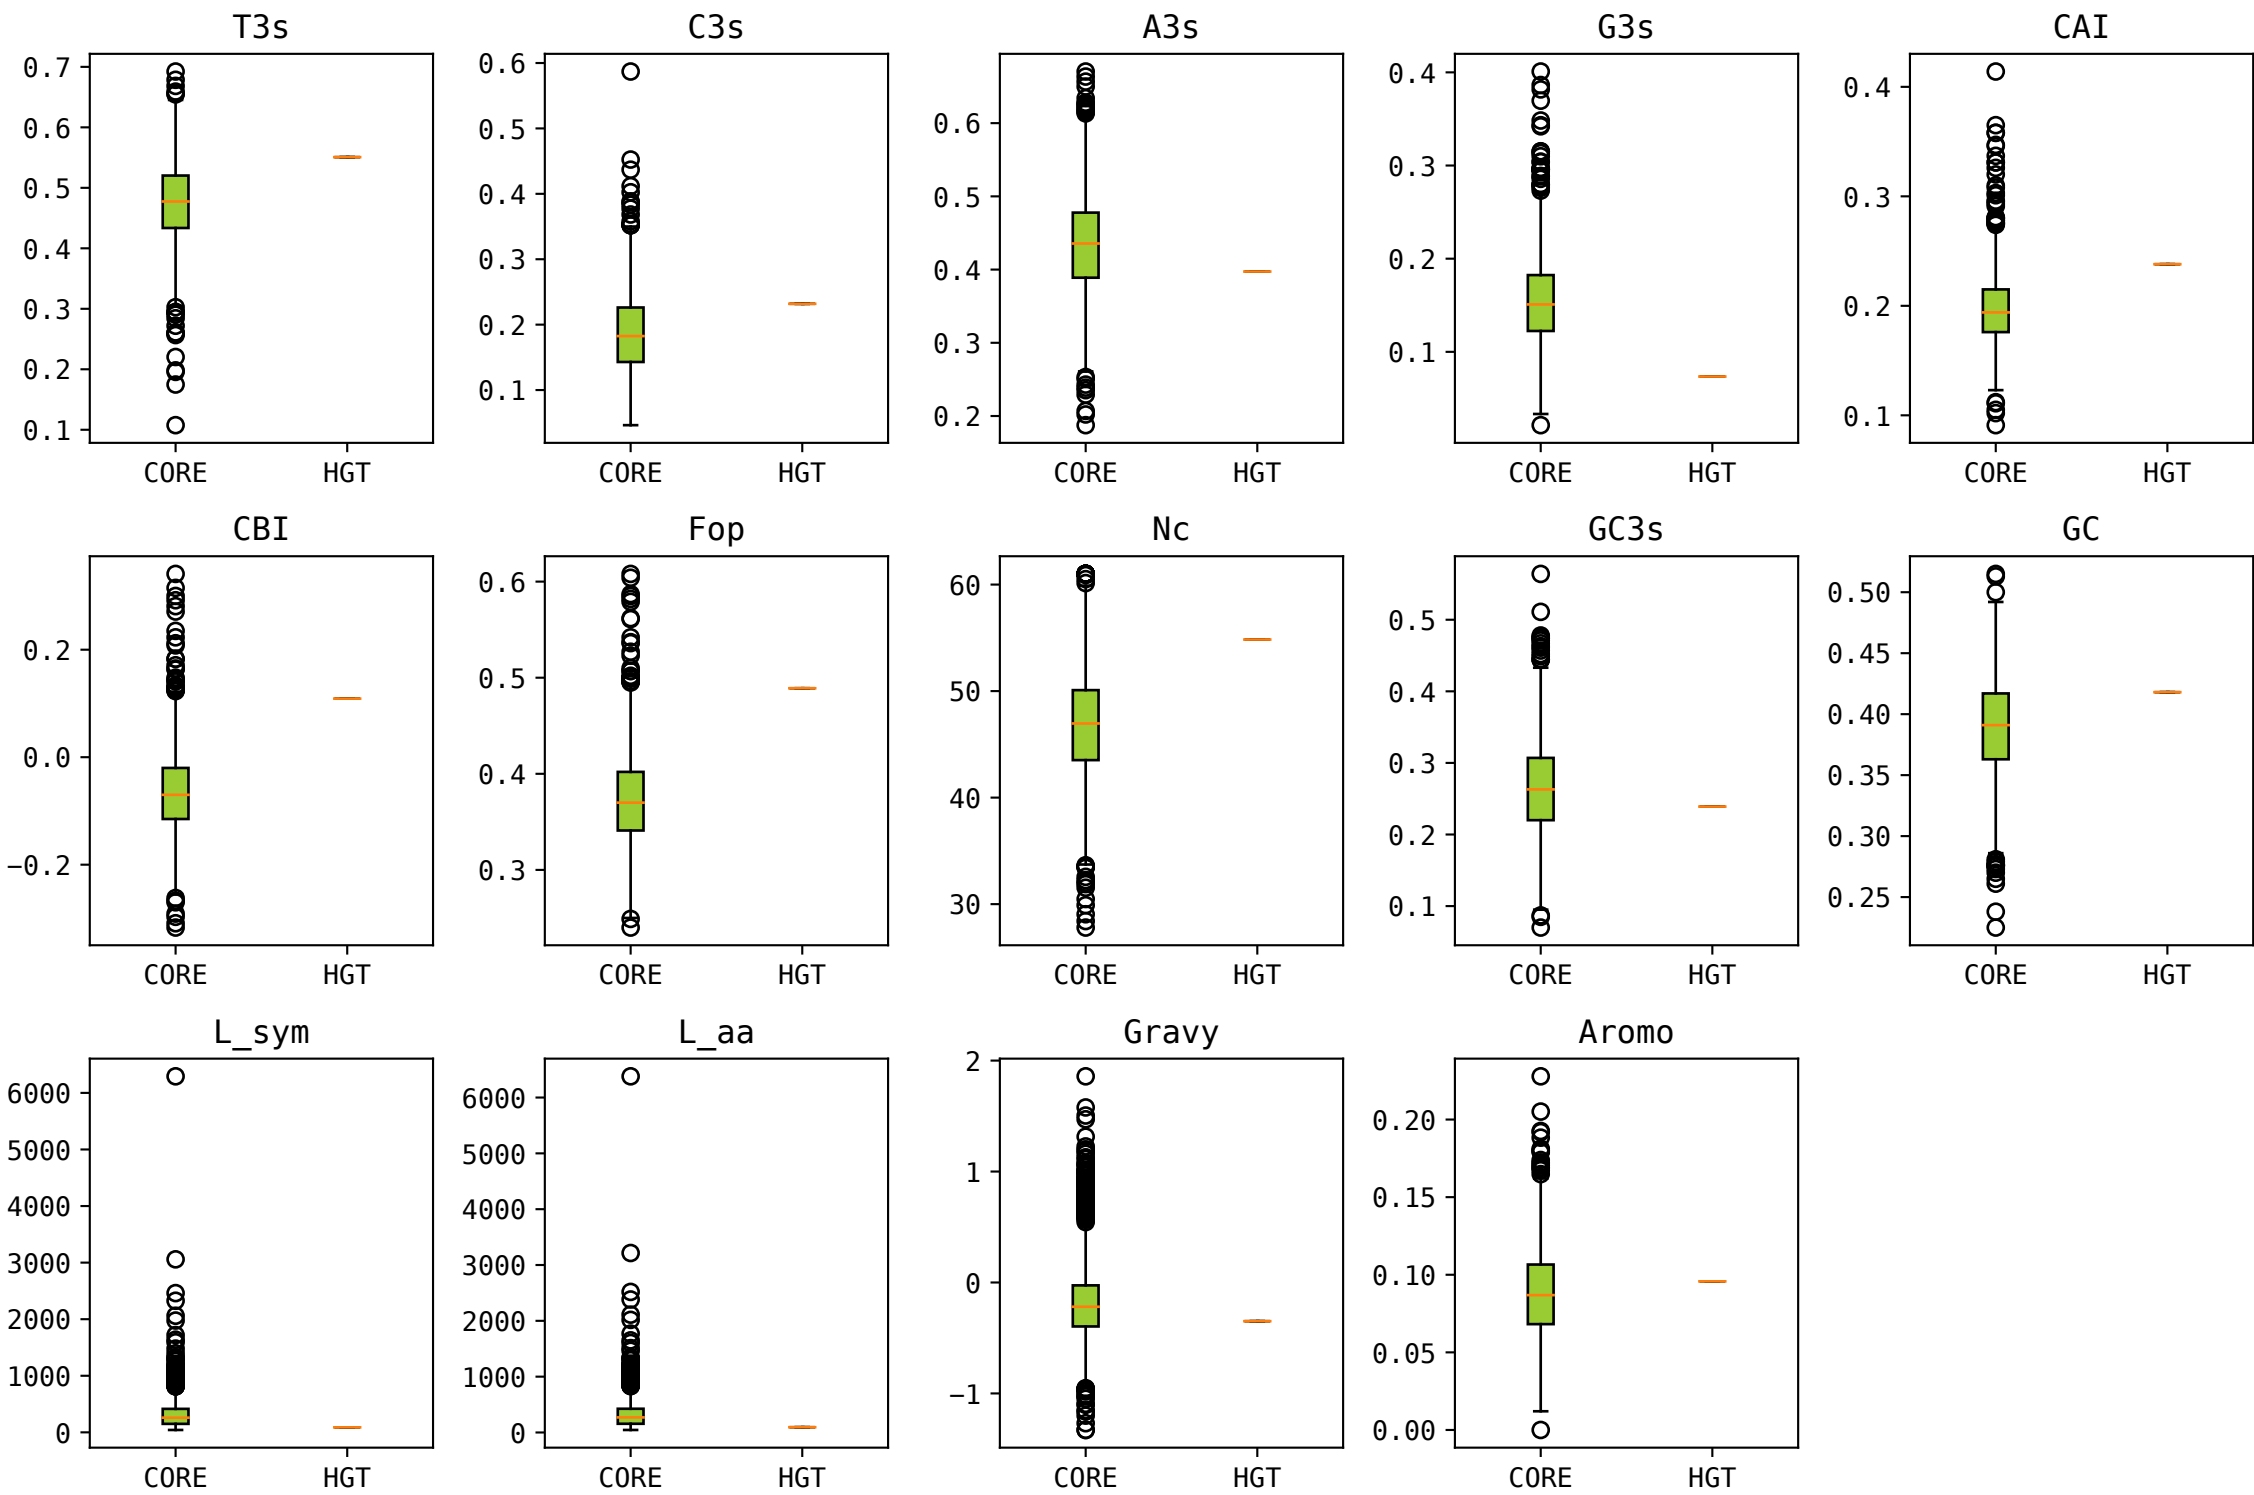 T3s
C3s
A3s
G3s
CAI
0.7
0.6
0.5
0.4
0.3
0.2
0.1
CORE
HGT
0.6
0.5
0.4
0.3
0.2
0.1
CORE
HGT
0.6
0.5
0.4
0.3
0.2
CORE
HGT
0.4
0.3
0.2
0.1
CORE
HGT
0.4
0.3
0.2
0.1
CORE
HGT
CBI
Fop
Nc
GC3s
GC
0.2
0.0
−0.2
CORE
HGT
0.6
0.5
0.4
0.3
CORE
HGT
60
50
40
30
CORE
HGT
0.5
0.4
0.3
0.2
0.1
CORE
HGT
0.50
0.45
0.40
0.35
0.30
0.25
CORE
HGT
L_sym
L_aa
Gravy
Aromo
6000
5000
4000
3000
2000
1000
0
CORE
HGT
6000
5000
4000
3000
2000
1000
0
CORE
HGT
2
1
0
−1
CORE
HGT
0.20
0.15
0.10
0.05
0.00
CORE
HGT